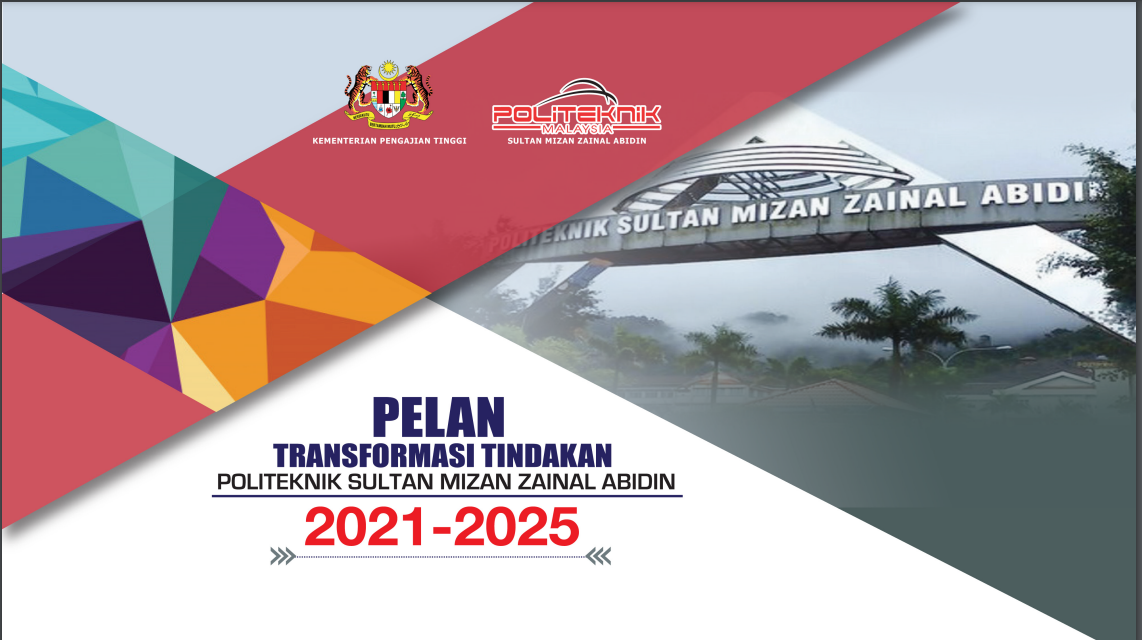 KEMENTERIAN PENGAJIAN TINGGI
POLITEKNIK
MALAYSIA
SULTAN MIZAN ZAINAL ABIDIN
POLITEKNIK SULTAN MIZAN ZAINAL ABIDIN
PELAN
TRANSFORMASI TINDAKAN
POLITEKNIK SULTAN MIZAN ZAINAL ABIDIN
2021-2025